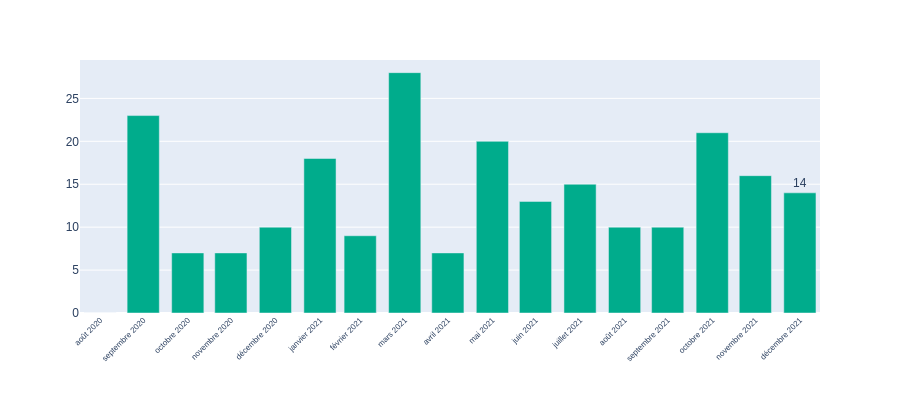 25
20
15
10
5
0
14
août 2020
septembre 2020
octobre 2020
novembre 2020
décembre 2020
janvier 2021
février 2021
mars 2021
avril 2021
mai 2021
juin 2021
juillet 2021
août 2021
septembre 2021
octobre 2021
novembre 2021
décembre 2021